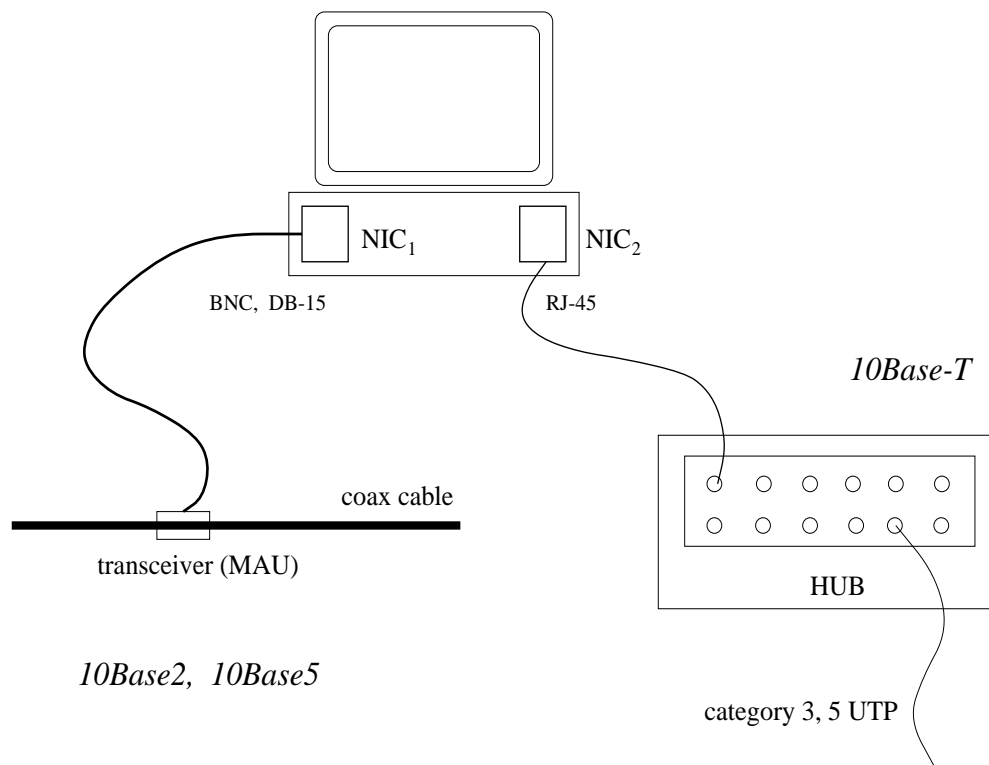 NIC₁
NIC₂
BNC, DB-15
RJ-45
10Base-T
coax cable
transceiver (MAU)
HUB
10Base2, 10Base5
category 3, 5 UTP